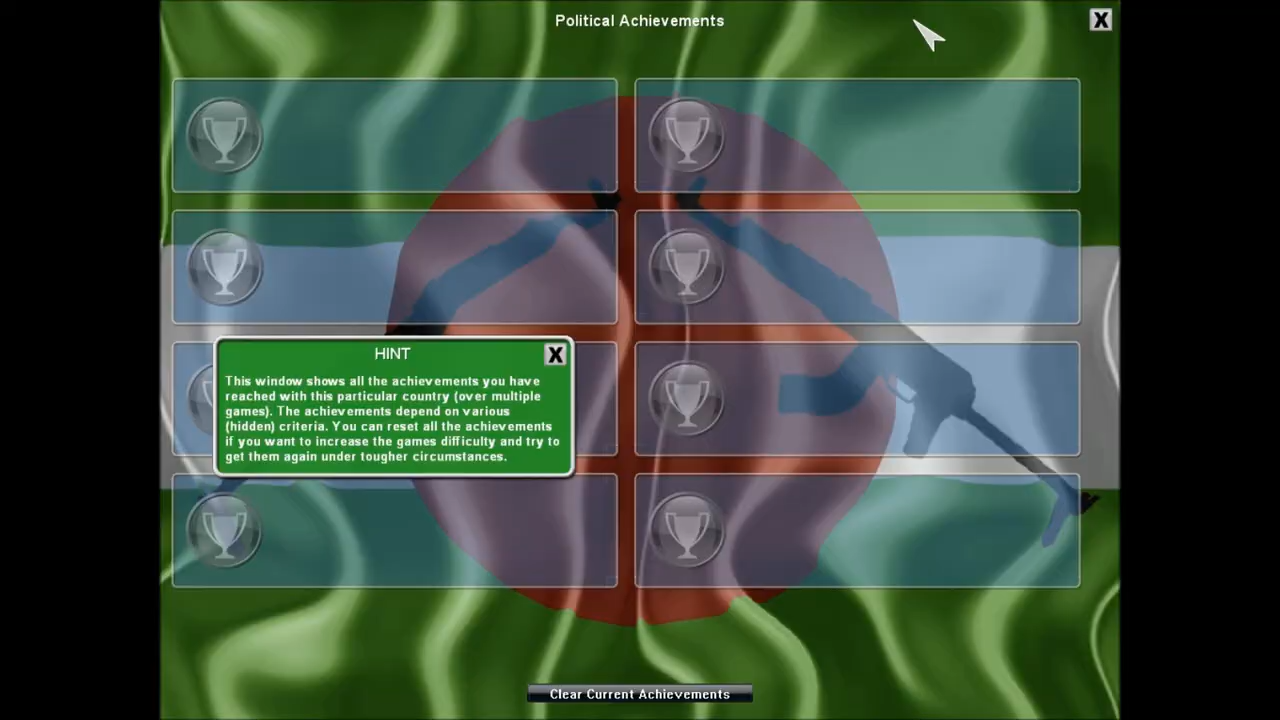 Political Achievements
X
HINT
X
This window shows all the achievements you have
reached with this particular country (over multiple
games). The achievements depend on various
(hidden) criteria. You can reset all the achievements
if you want to increase the games difficulty and try to
get them again under tougher circumstances.
Clear Current Achievements